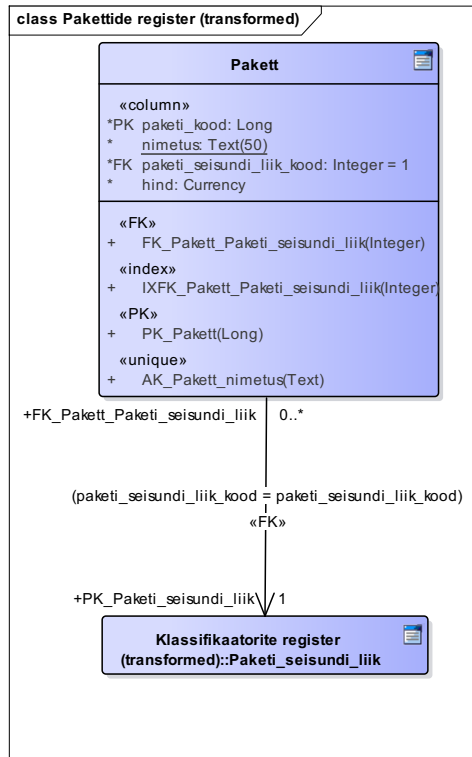 class Pakettide register (transformed)
Pakett
«column»
*PK paketi_kood: Long
* nimetus: Text(50)
*FK paketi_seisundi_liik_kood: Integer = 1
* hind: Currency
«FK»
+ FK_Pakett_Paketi_seisundi_liik(Integer)
«index»
+ IXFK_Pakett_Paketi_seisundi_liik(Integer)
«PK»
+ PK_Pakett(Long)
«unique»
+ AK_Pakett_nimetus(Text)
+FK_Pakett_Paketi_seisundi_liik 0..*
(paketi_seisundi_liik_kood = paketi_seisundi_liik_kood)
«FK»
+PK_Paketi_seisundi_liik 1
Klassifikaatorite register
(transformed)::Paketi_seisundi_liik